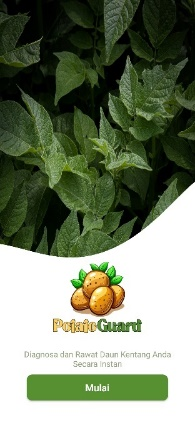 PotatoGuard
Diagnosa dan Rawat Daun Kentang Anda
Secara Instan
Mulai